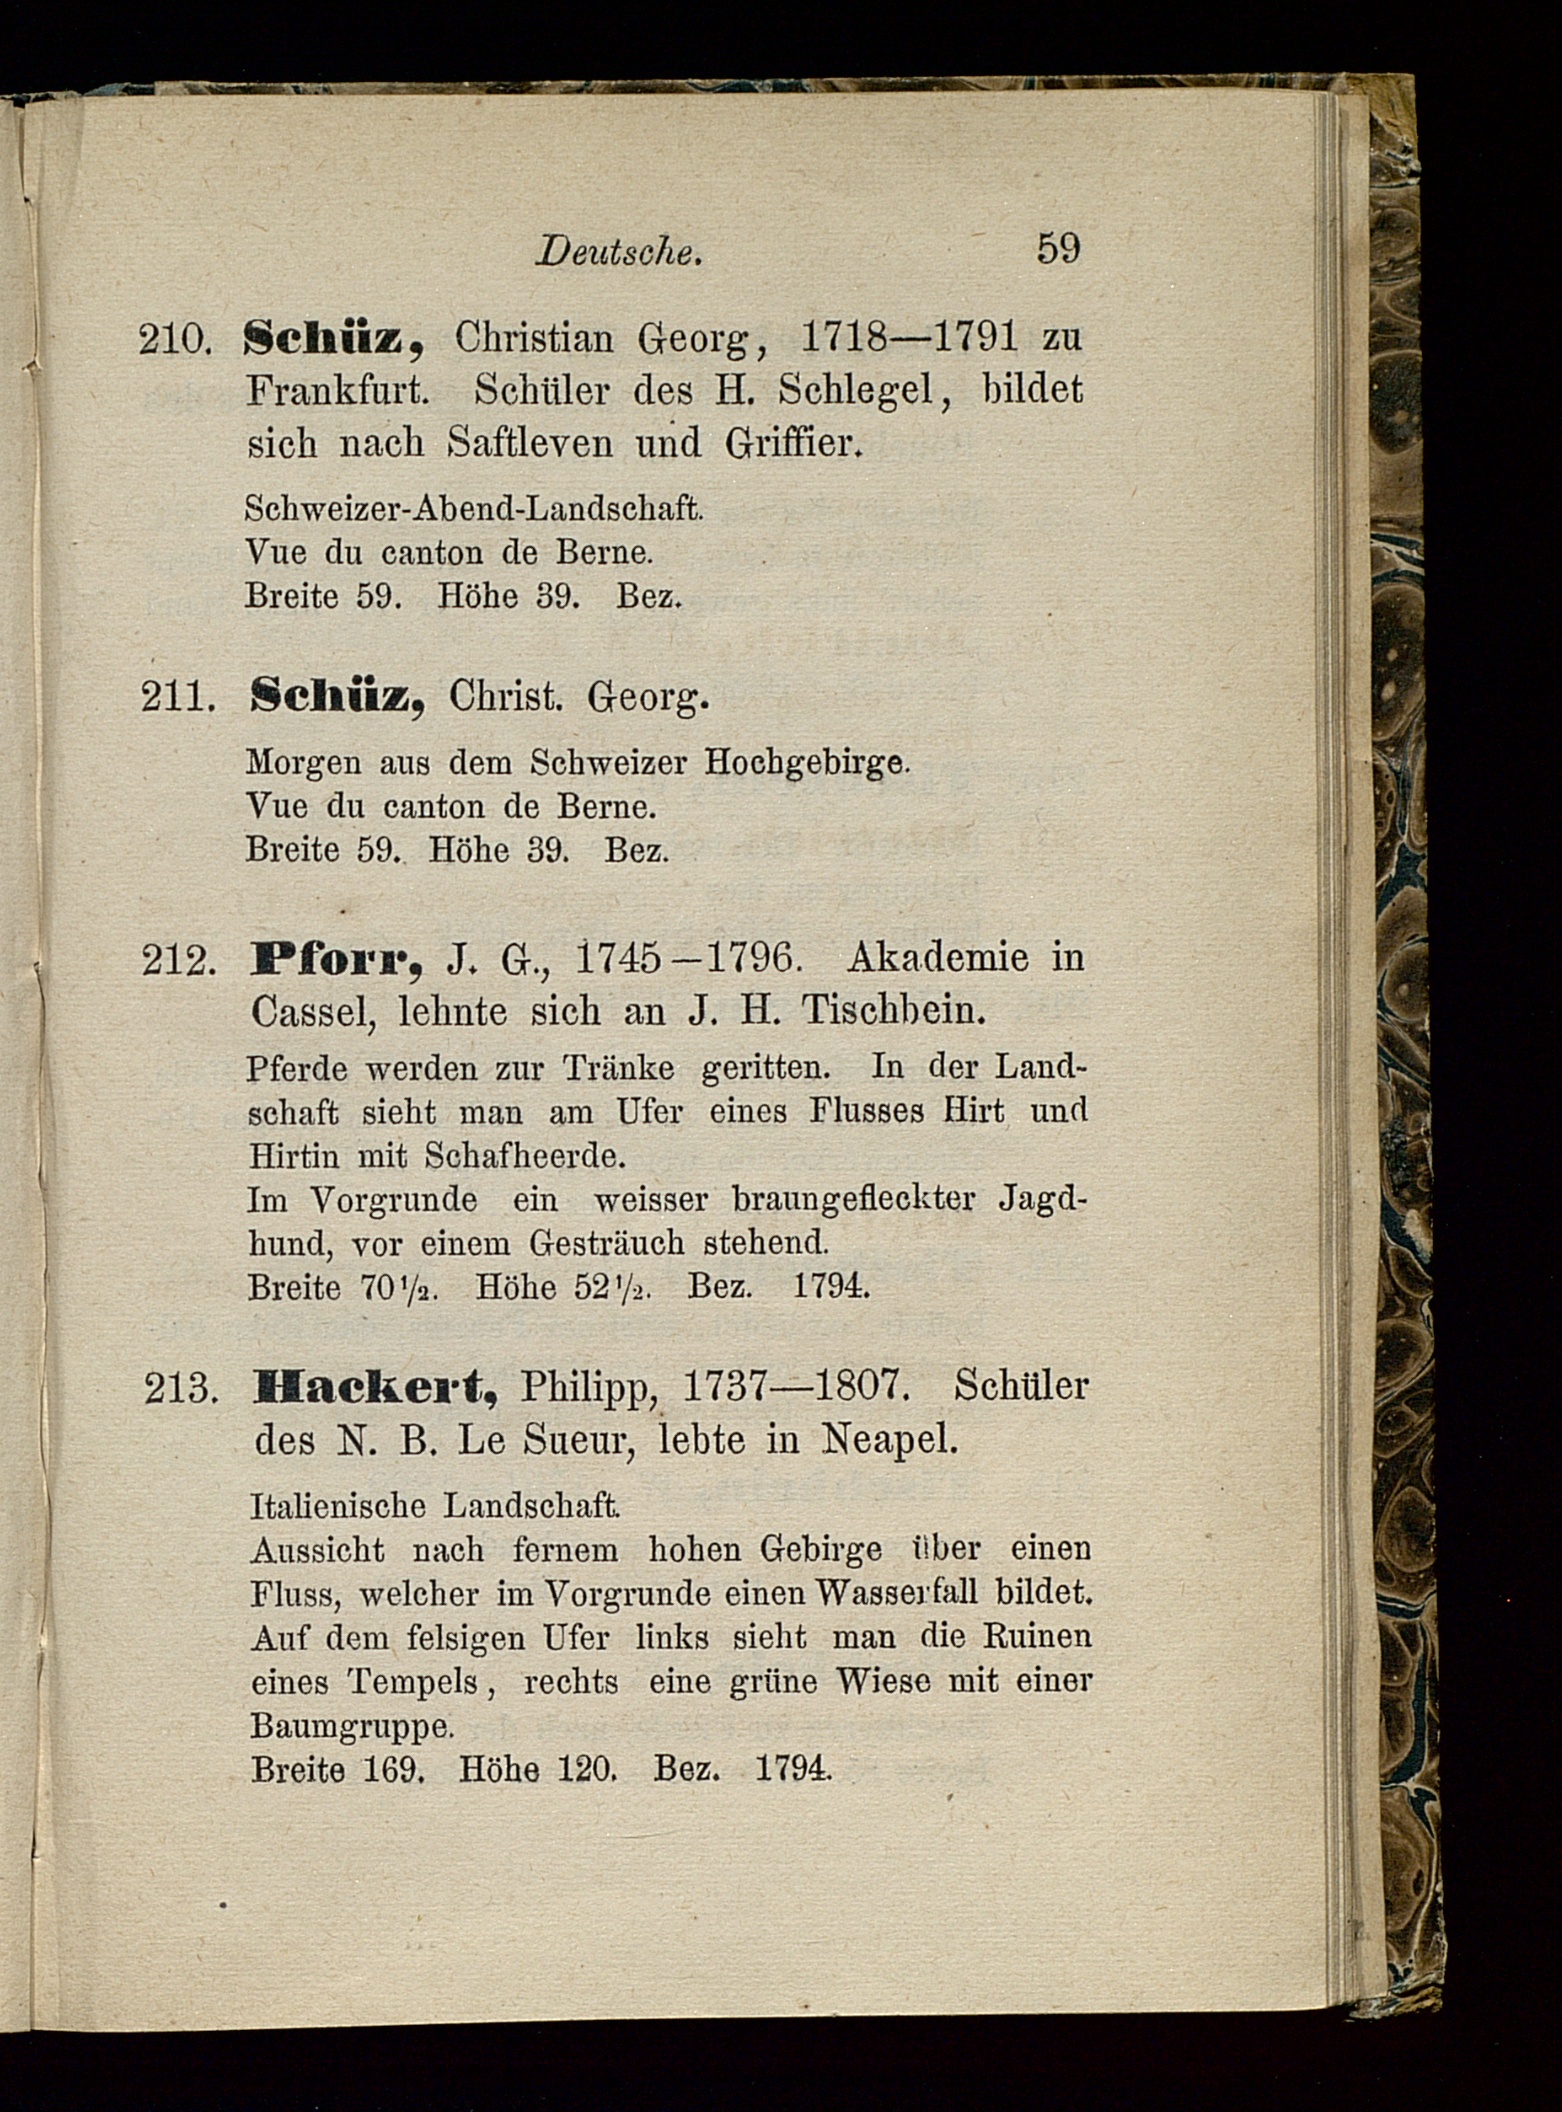 Deutsche. 59
210. Schüz, Christian Georg, 1718—1791 zu
Frankfurt. Schüler des H. Schlegel, bildet
sich nach Saftleven und Griffier.
Schweizer-Abend-Landschaft.
Vue du canton de Berne.
Breite 59. Höhe 39. Bez.
211. Schüz, Christ. Georg.
Morgen aus dem Schweizer Hochgebirge.
Vue du canton de Berne.
Breite 59. Höhe 39. Bez.
212. Pforr, J. G., 1745—1796. Akademie in
Cassel, lehnte sich an J. H. Tischbein.
Pferde werden zur Tränke geritten. In der Land-
schaft sieht man am Ufer eines Flusses Hirt und
Hirtin mit Schafheerde.
Im Vorgrunde ein weisser braungefleckter Jagd-
hund, vor einem Gesträuch stehend.
Breite 70 1/2. Höhe 52 1/2. Bez. 1794.
213. Hackert, Philipp, 1737—1807. Schüler
des N. B. Le Sueur, lebte in Neapel.
Italienische Landschaft.
Aussicht nach fernem hohen Gebirge über einen
Fluss, welcher im Vorgrunde einen Wasserfall bildet.
Auf dem felsigen Ufer links sieht man die Ruinen
eines Tempels, rechts eine grüne Wiese mit einer
Baumgruppe.
Breite 169. Höhe 120. Bez. 1794.